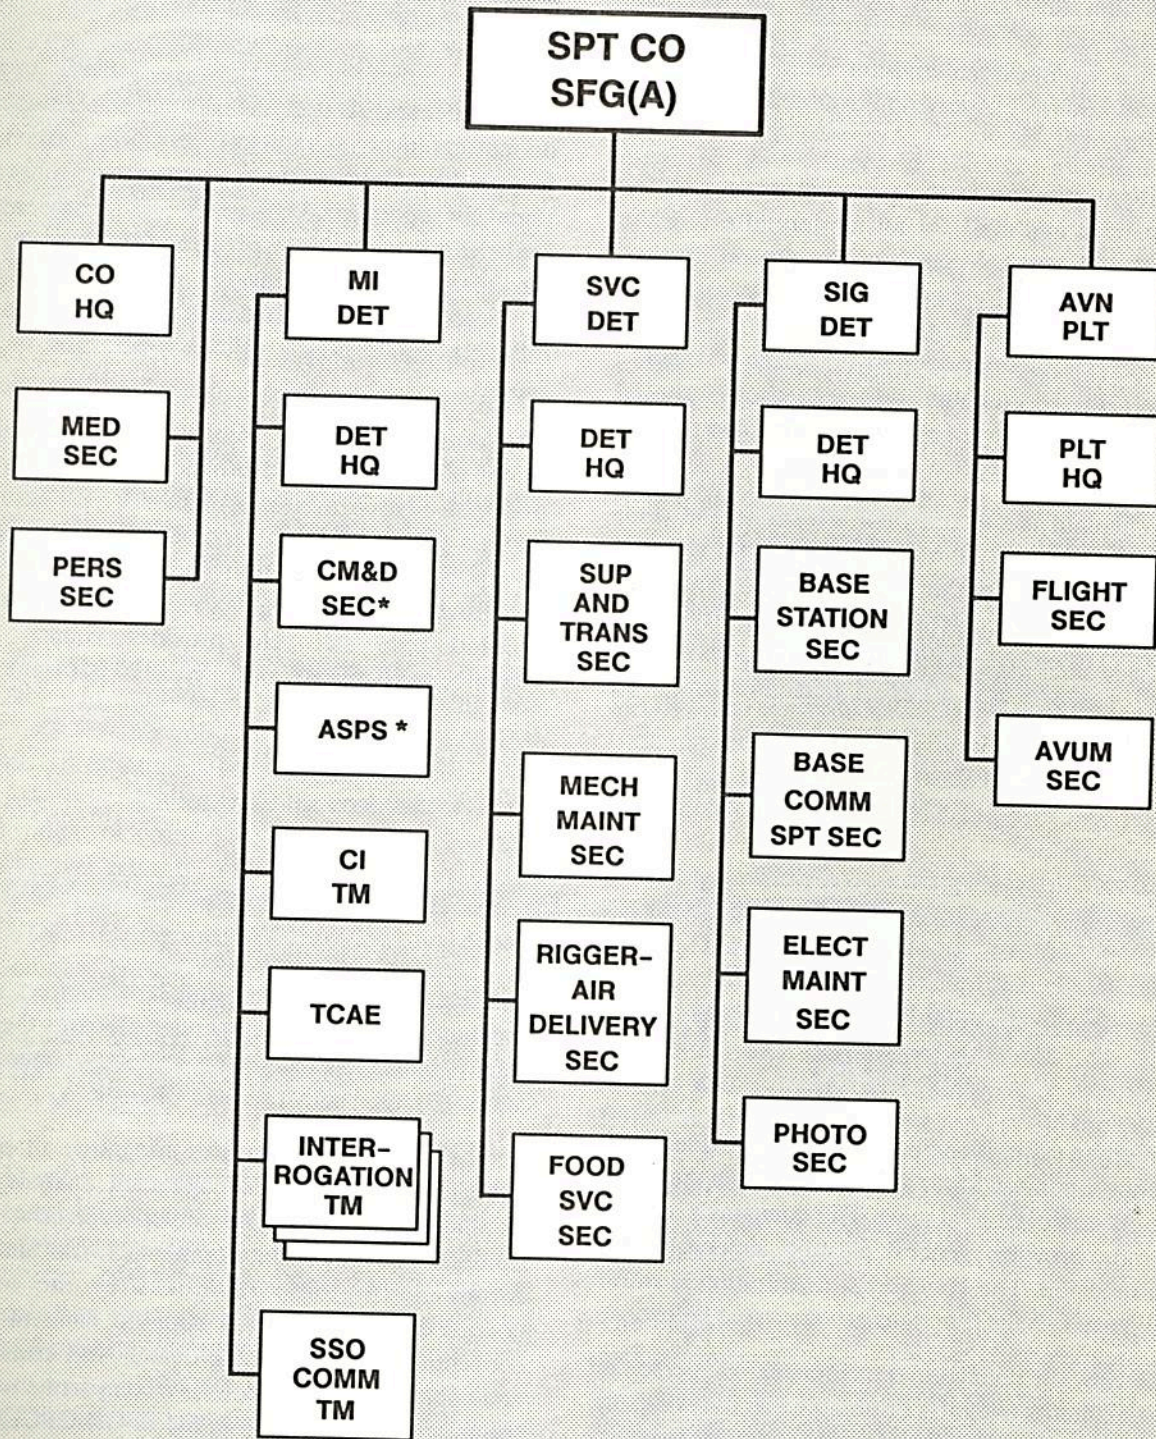 SPT CO
SFG(A)
CO
HQ
MED
SEC
PERS
SEC
MI
DET
DET
HQ
CM&D
SEC*
ASPS *
CI
TM
TCAE
INTER–
ROGATION
TM
SSO
COMM
TM
SVC
DET
DET
HQ
SUP
AND
TRANS
SEC
MECH
MAINT
SEC
RIGGER–
AIR
DELIVERY
SEC
FOOD
SVC
SEC
SIG
DET
DET
HQ
BASE
STATION
SEC
BASE
COMM
SPT SEC
ELECT
MAINT
SEC
PHOTO
SEC
AVN
PLT
PLT
HQ
FLIGHT
SEC
AVUM
SEC